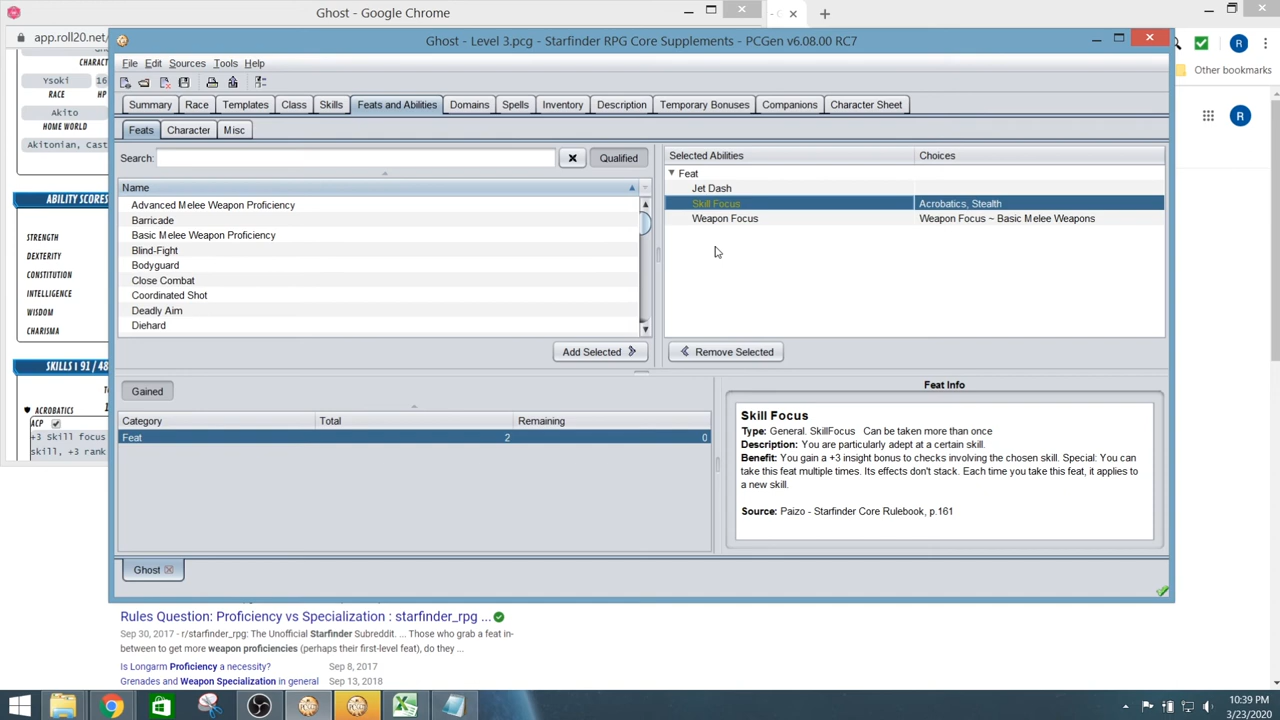 Ghost - Google Chrome
app.roll20.net/
Other bookmarks
R
R
CHARACT
Ysoki
16
RACE
HP
Akito
HOME WORLD
Akitonian, Cast
ABILITY SCORES
STRENGTH
DEXTERITY
CONSTITUTION
INTELLIGENCE
WISDOM
CHARISMA
SKILLS | 91 / 48
ACROBATICS
ACP
+3 skill focus
skill, +3 rank
Ghost - Level 3.pcg - Starfinder RPG Core Supplements - PCGen v6.08.00 RC7
File Edit Sources Tools Help
Summary Race Templates Class Skills Feats and Abilities Domains Spells Inventory Description Temporary Bonuses Companions Character Sheet
Feats Character Misc
Search:
Qualified
Name
Advanced Melee Weapon Proficiency
Barricade
Basic Melee Weapon Proficiency
Blind-Fight
Bodyguard
Close Combat
Coordinated Shot
Deadly Aim
Diehard
Add Selected
Selected Abilities Choices
Feat
Jet Dash
Skill Focus Acrobatics, Stealth
Weapon Focus Weapon Focus ~ Basic Melee Weapons
Remove Selected
Gained
Category Total Remaining
Feat 2 0
Feat Info
Skill Focus
Type: General. SkillFocus Can be taken more than once
Description: You are particularly adept at a certain skill.
Benefit: You gain a +3 insight bonus to checks involving the chosen skill. Special: You can
take this feat multiple times. Its effects don't stack. Each time you take this feat, it applies to
a new skill.
Source: Paizo - Starfinder Core Rulebook, p.161
Ghost
Rules Question: Proficiency vs Specialization : starfinder_rpg ...
Sep 30, 2017 - r/starfinder_rpg: The Unofficial Starfinder Subreddit. ... Those who grab a feat in-
between to get more weapon proficiencies (perhaps their first-level feat), do they ...
Is Longarm Proficiency a necessity? Sep 8, 2017
Grenades and Weapon Specialization in general Sep 13, 2018
10:39 PM
3/23/2020